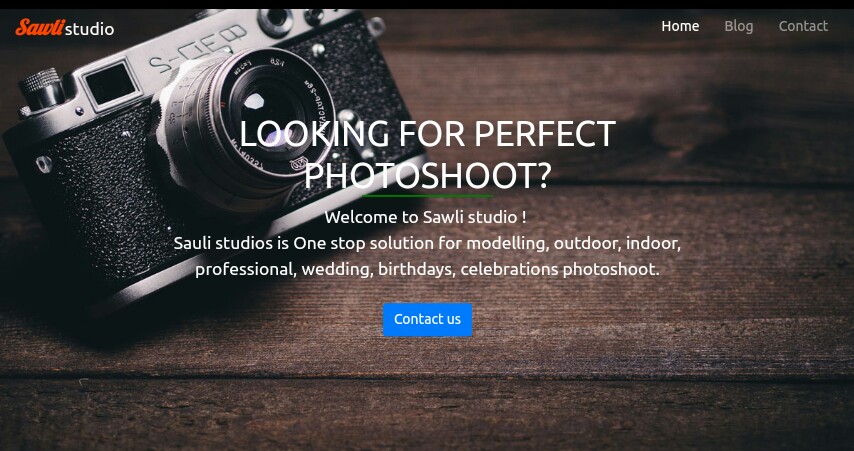 Sawli studio
Home Blog Contact
LOOKING FOR PERFECT
PHOTOSHOOT?
Welcome to Sawli studio !
Sauli studios is One stop solution for modelling, outdoor, indoor,
professional, wedding, birthdays, celebrations photoshoot.
Contact us